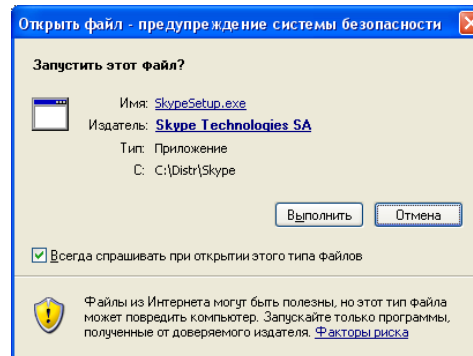 Открыть файл - предупреждение системы безопасности
Запустить этот файл?
Имя: SkypeSetup.exe
Издатель: Skype Technologies SA
Тип: Приложение
С: C:\Distr\Skype
Выполнить Отмена
Всегда спрашивать при открытии этого типа файлов
Файлы из Интернета могут быть полезны, но этот тип файла
может повредить компьютер. Запускайте только программы,
полученные от доверяемого издателя. Факторы риска